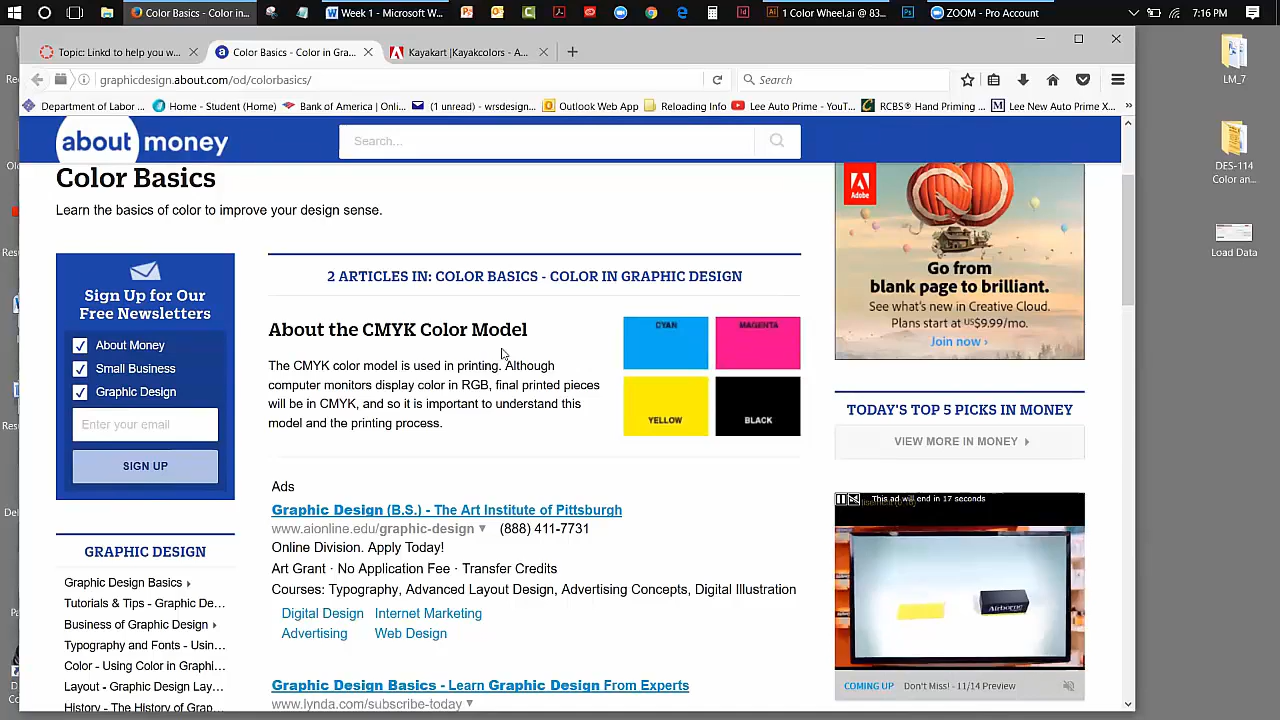 Color Basics - Color in...
Week 1 - Microsoft W...
1 Color Wheel.ai @ 83...
ZOOM - Pro Account
7:16 PM
Topic: Linkd to help you w...
Color Basics - Color in Gra...
Kayakart |Kayakcolors - A...
graphicdesign.about.com/od/colorbasics/
Search
Department of Labor ...
Home - Student (Home)
Bank of America | Onli...
(1 unread) - wrsdesign...
Outlook Web App
Reloading Info
Lee Auto Prime - YouT...
RCBS® Hand Priming ...
Lee New Auto Prime X...
about money
Search...
Color Basics
Learn the basics of color to improve your design sense.
Sign Up for Our
Free Newsletters
About Money
Small Business
Graphic Design
Enter your email
SIGN UP
GRAPHIC DESIGN
Graphic Design Basics
Tutorials & Tips - Graphic De...
Business of Graphic Design
Typography and Fonts - Usin...
Color - Using Color in Graphi...
Layout - Graphic Design Lay...
History - The History of Grap...
2 ARTICLES IN: COLOR BASICS - COLOR IN GRAPHIC DESIGN
About the CMYK Color Model
The CMYK color model is used in printing. Although
computer monitors display color in RGB, final printed pieces
will be in CMYK, and so it is important to understand this
model and the printing process.
CYAN
MAGENTA
YELLOW
BLACK
Ads
Graphic Design (B.S.) - The Art Institute of Pittsburgh
www.aionline.edu/graphic-design
(888) 411-7731
Online Division. Apply Today!
Art Grant · No Application Fee · Transfer Credits
Courses: Typography, Advanced Layout Design, Advertising Concepts, Digital Illustration
Digital Design Internet Marketing
Advertising Web Design
Graphic Design Basics - Learn Graphic Design From Experts
www.lynda.com/subscribe-today
Adobe
Go from
blank page to brilliant.
See what's new in Creative Cloud.
Plans start at US$9.99/mo.
Join now ›
TODAY'S TOP 5 PICKS IN MONEY
VIEW MORE IN MONEY
This ad will end in 17 seconds
Airborne
COMING UP Don't Miss! - 11/14 Preview
LM_7
DES-114
Color an...
Load Data